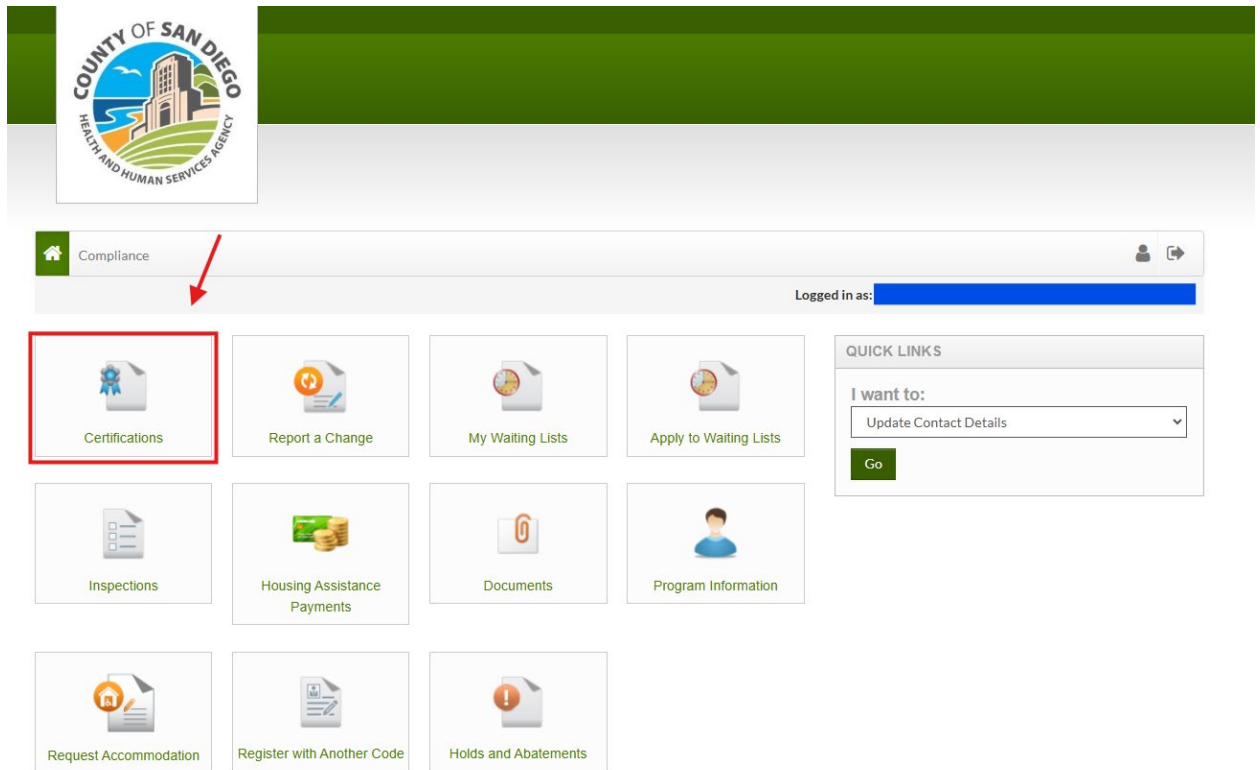 COUNTY OF SAN DIEGO
HEALTH AND HUMAN SERVICES AGENCY
Compliance
Logged in as:
Certifications
Report a Change
My Waiting Lists
Apply to Waiting Lists
QUICK LINKS
I want to:
Update Contact Details
Go
Inspections
Housing Assistance
Payments
Documents
Program Information
Request Accommodation
Register with Another Code
Holds and Abatements